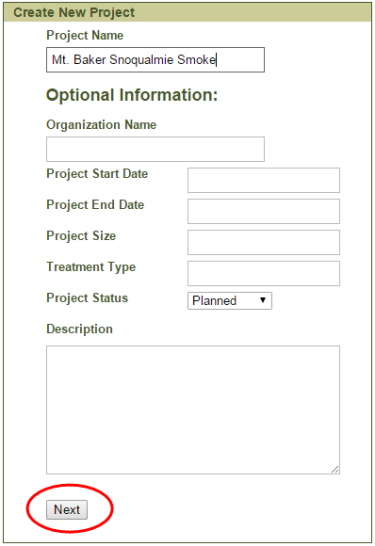 Create New Project
Project Name
Mt. Baker Snoqualmie Smoke
Optional Information:
Organization Name
Project Start Date
Project End Date
Project Size
Treatment Type
Project Status
Planned
Description
Next